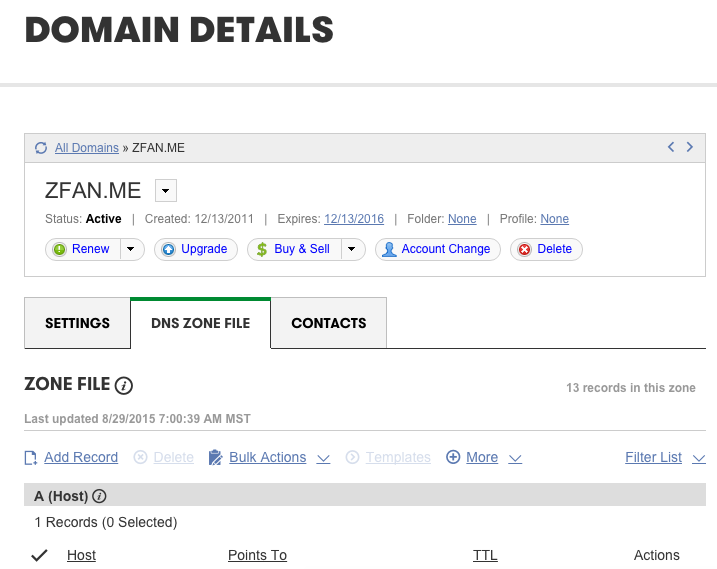 DOMAIN DETAILS
All Domains » ZFAN.ME
ZFAN.ME
Status: Active | Created: 12/13/2011 | Expires: 12/13/2016 | Folder: None | Profile: None
Renew Upgrade Buy & Sell Account Change Delete
SETTINGS DNS ZONE FILE CONTACTS
ZONE FILE 13 records in this zone
Last updated 8/29/2015 7:00:39 AM MST
Add Record Delete Bulk Actions Templates More Filter List
A (Host)
1 Records (0 Selected)
Host Points To TTL Actions